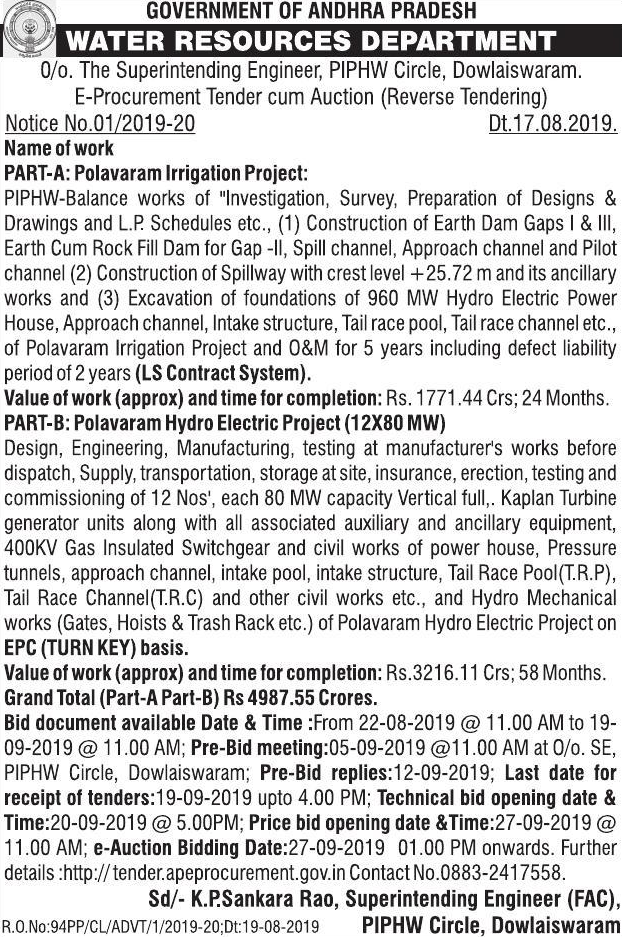 GOVERNMENT OF ANDHRA PRADESH
WATER RESOURCES DEPARTMENT
O/o. The Superintending Engineer, PIPHW Circle, Dowlaiswaram.
E-Procurement Tender cum Auction (Reverse Tendering)
Notice No.01/2019-20 Dt.17.08.2019.
Name of work
PART-A: Polavaram Irrigation Project:
PIPHW-Balance works of "Investigation, Survey, Preparation of Designs &
Drawings and L.P. Schedules etc., (1) Construction of Earth Dam Gaps I & III,
Earth Cum Rock Fill Dam for Gap -II, Spill channel, Approach channel and Pilot
channel (2) Construction of Spillway with crest level +25.72 m and its ancillary
works and (3) Excavation of foundations of 960 MW Hydro Electric Power
House, Approach channel, Intake structure, Tail race pool, Tail race channel etc.,
of Polavaram Irrigation Project and O&M for 5 years including defect liability
period of 2 years (LS Contract System).
Value of work (approx) and time for completion: Rs. 1771.44 Crs; 24 Months.
PART-B: Polavaram Hydro Electric Project (12X80 MW)
Design, Engineering, Manufacturing, testing at manufacturer's works before
dispatch, Supply, transportation, storage at site, insurance, erection, testing and
commissioning of 12 Nos', each 80 MW capacity Vertical full,. Kaplan Turbine
generator units along with all associated auxiliary and ancillary equipment,
400KV Gas Insulated Switchgear and civil works of power house, Pressure
tunnels, approach channel, intake pool, intake structure, Tail Race Pool(T.R.P),
Tail Race Channel(T.R.C) and other civil works etc., and Hydro Mechanical
works (Gates, Hoists & Trash Rack etc.) of Polavaram Hydro Electric Project on
EPC (TURN KEY) basis.
Value of work (approx) and time for completion: Rs.3216.11 Crs; 58 Months.
Grand Total (Part-A Part-B) Rs 4987.55 Crores.
Bid document available Date & Time :From 22-08-2019 @ 11.00 AM to 19-
09-2019 @ 11.00 AM; Pre-Bid meeting:05-09-2019 @11.00 AM at O/o. SE,
PIPHW Circle, Dowlaiswaram; Pre-Bid replies:12-09-2019; Last date for
receipt of tenders:19-09-2019 upto 4.00 PM; Technical bid opening date &
Time:20-09-2019 @ 5.00PM; Price bid opening date &Time:27-09-2019 @
11.00 AM; e-Auction Bidding Date:27-09-2019 01.00 PM onwards. Further
details :http:// tender.apeprocurement.gov.in Contact No.0883-2417558.
Sd/- K.P.Sankara Rao, Superintending Engineer (FAC),
R.O.No:94PP/CL/ADVT/1/2019-20;Dt:19-08-2019 PIPHW Circle, Dowlaiswaram